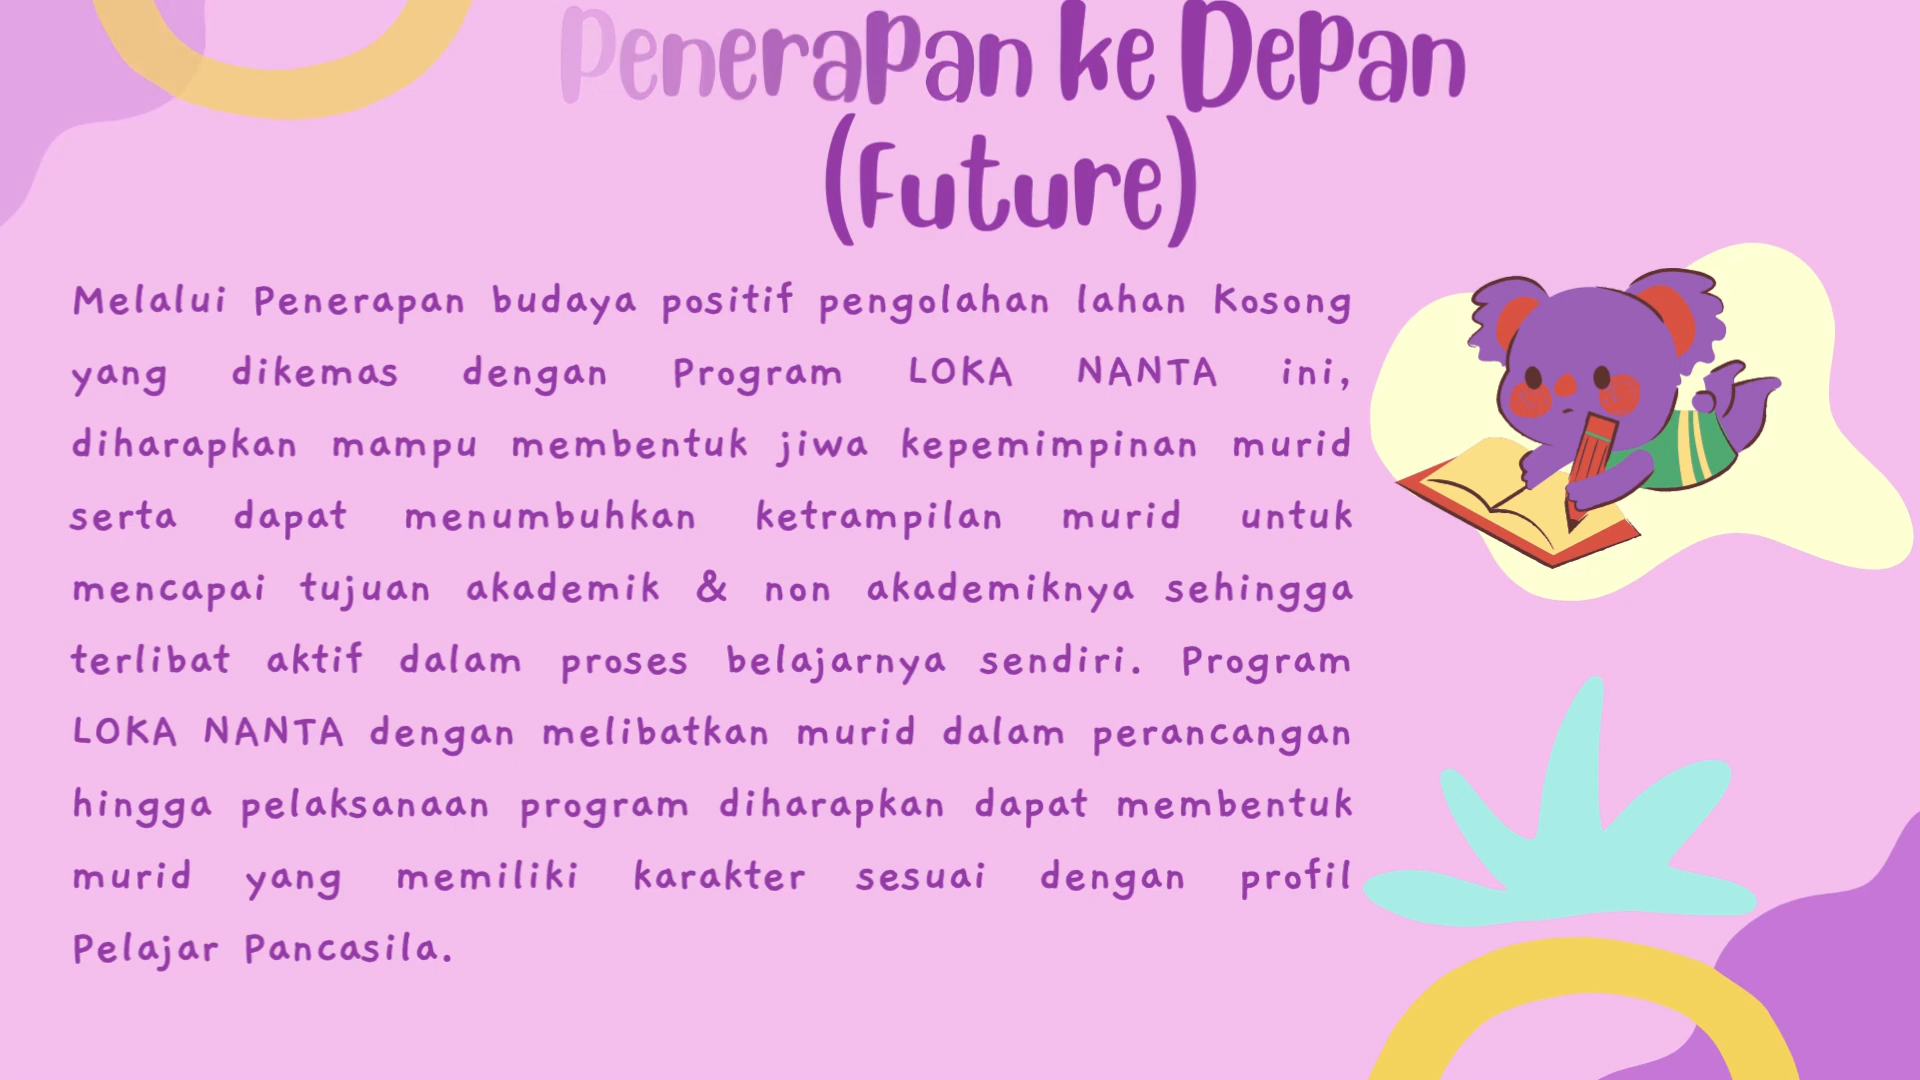 Penerapan ke Depan
(Future)
Melalui Penerapan budaya positif pengolahan lahan Kosong
yang dikemas dengan Program LOKA NANTA ini,
diharapkan mampu membentuk jiwa kepemimpinan murid
serta dapat menumbuhkan ketrampilan murid untuk
mencapai tujuan akademik & non akademiknya sehingga
terlibat aktif dalam proses belajarnya sendiri. Program
LOKA NANTA dengan melibatkan murid dalam perancangan
hingga pelaksanaan program diharapkan dapat membentuk
murid yang memiliki karakter sesuai dengan profil
Pelajar Pancasila.